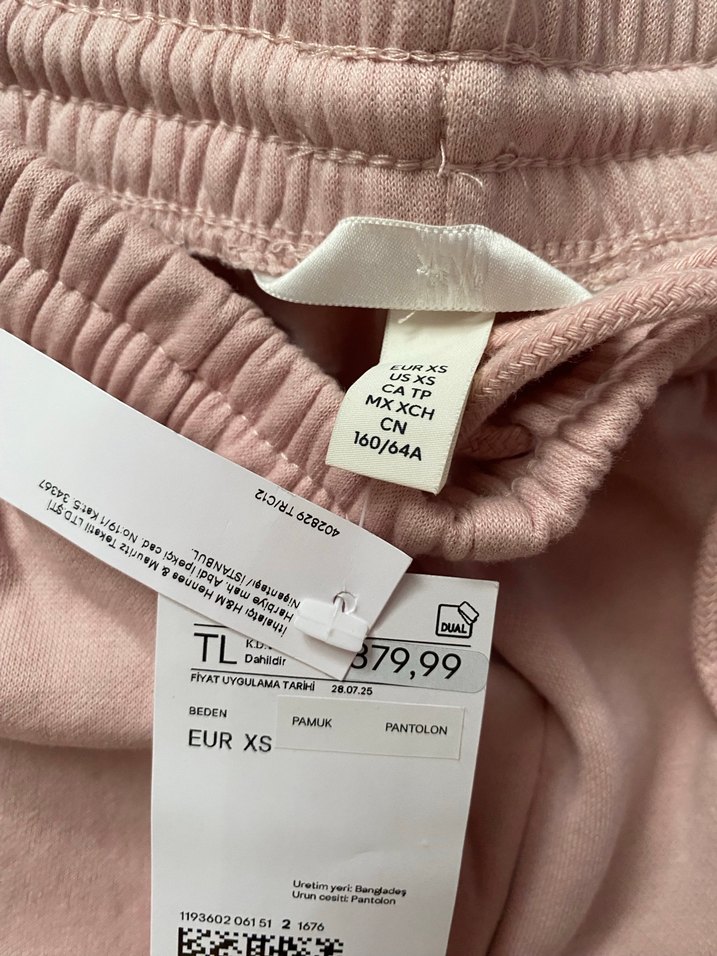 EUR XS
US XS
CA TP
MX XCH
CN
160/64A
402829 TR/C12
İthalatçı H&M Hennes & Mauritz Tekstil LTD.ŞTİ
Harbiye mah. Abdi İpekçi cad. No:19/1 Kat:5 34367
Nişantaşı / İSTANBUL
DUAL
TL K.D.
Dahildir
879,99
FİYAT UYGULAMA TARİHİ 28.07.25
BEDEN
EUR XS
PAMUK PANTOLON
Uretim yeri: Bangladeş
Urun cesiti: Pantolon
1193602 061 51 2 1676